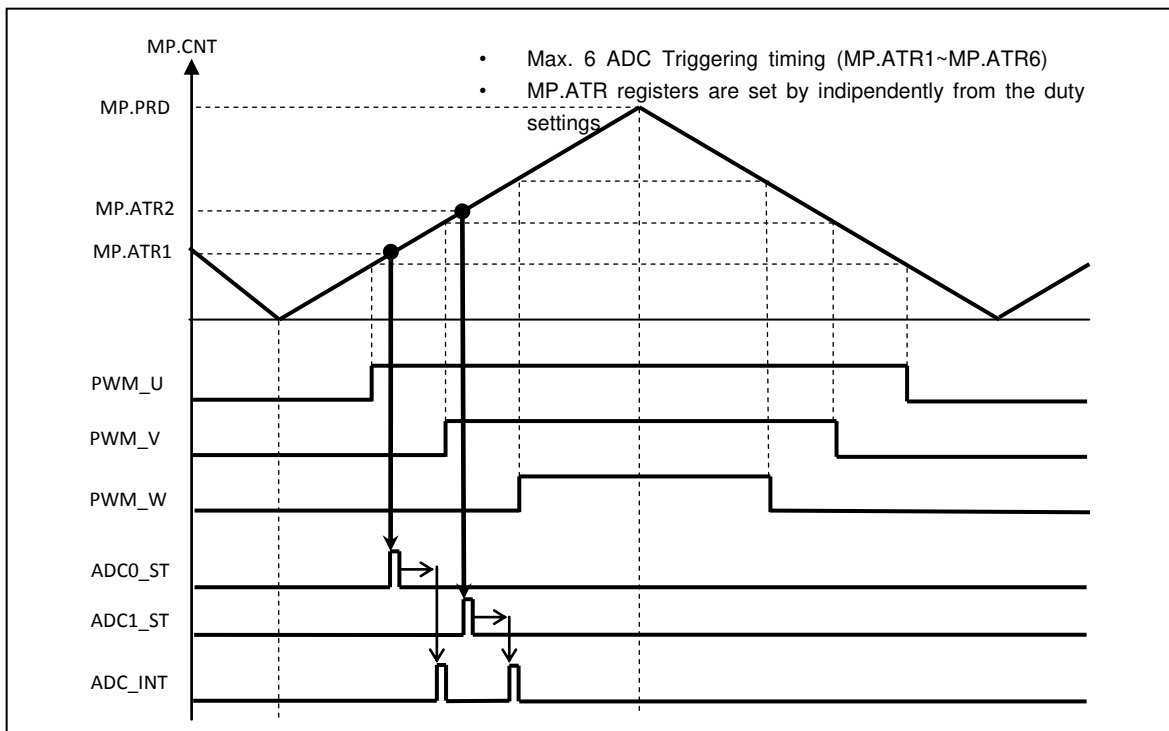 MP.CNT
• Max. 6 ADC Triggering timing (MP.ATR1~MP.ATR6)
• MP.ATR registers are set by indipendently from the duty
settings
MP.PRD
MP.ATR2
MP.ATR1
PWM_U
PWM_V
PWM_W
ADC0_ST
ADC1_ST
ADC_INT